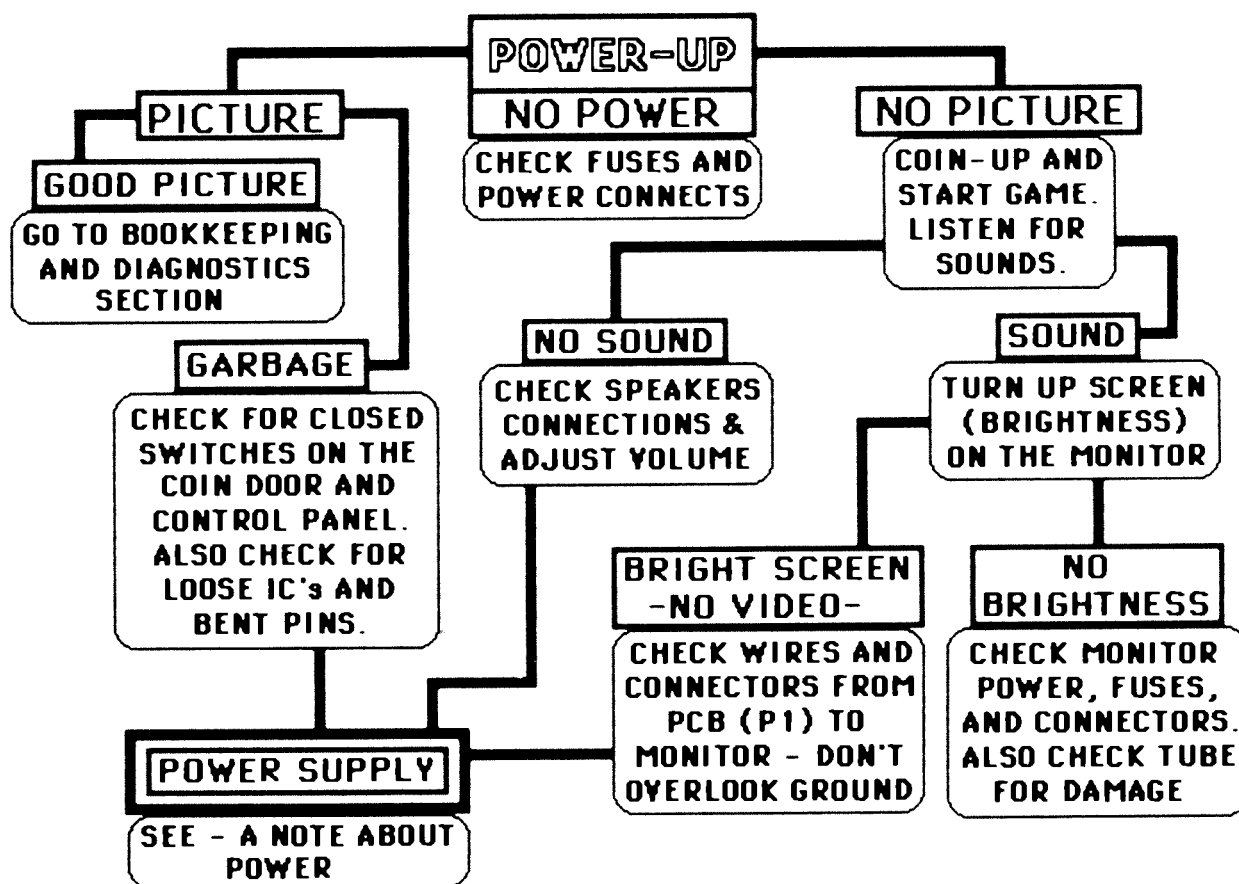 POWER-UP
NO POWER
CHECK FUSES AND
POWER CONNECTS
PICTURE
GOOD PICTURE
GO TO BOOKKEEPING
AND DIAGNOSTICS
SECTION
GARBAGE
CHECK FOR CLOSED
SWITCHES ON THE
COIN DOOR AND
CONTROL PANEL.
ALSO CHECK FOR
LOOSE IC's AND
BENT PINS.
NO PICTURE
COIN-UP AND
START GAME.
LISTEN FOR
SOUNDS.
NO SOUND
CHECK SPEAKERS
CONNECTIONS &
ADJUST VOLUME
SOUND
TURN UP SCREEN
(BRIGHTNESS)
ON THE MONITOR
BRIGHT SCREEN
-NO VIDEO-
CHECK WIRES AND
CONNECTORS FROM
PCB (P1) TO
MONITOR - DON'T
OVERLOOK GROUND
NO
BRIGHTNESS
CHECK MONITOR
POWER, FUSES,
AND CONNECTORS.
ALSO CHECK TUBE
FOR DAMAGE
POWER SUPPLY
SEE - A NOTE ABOUT
POWER